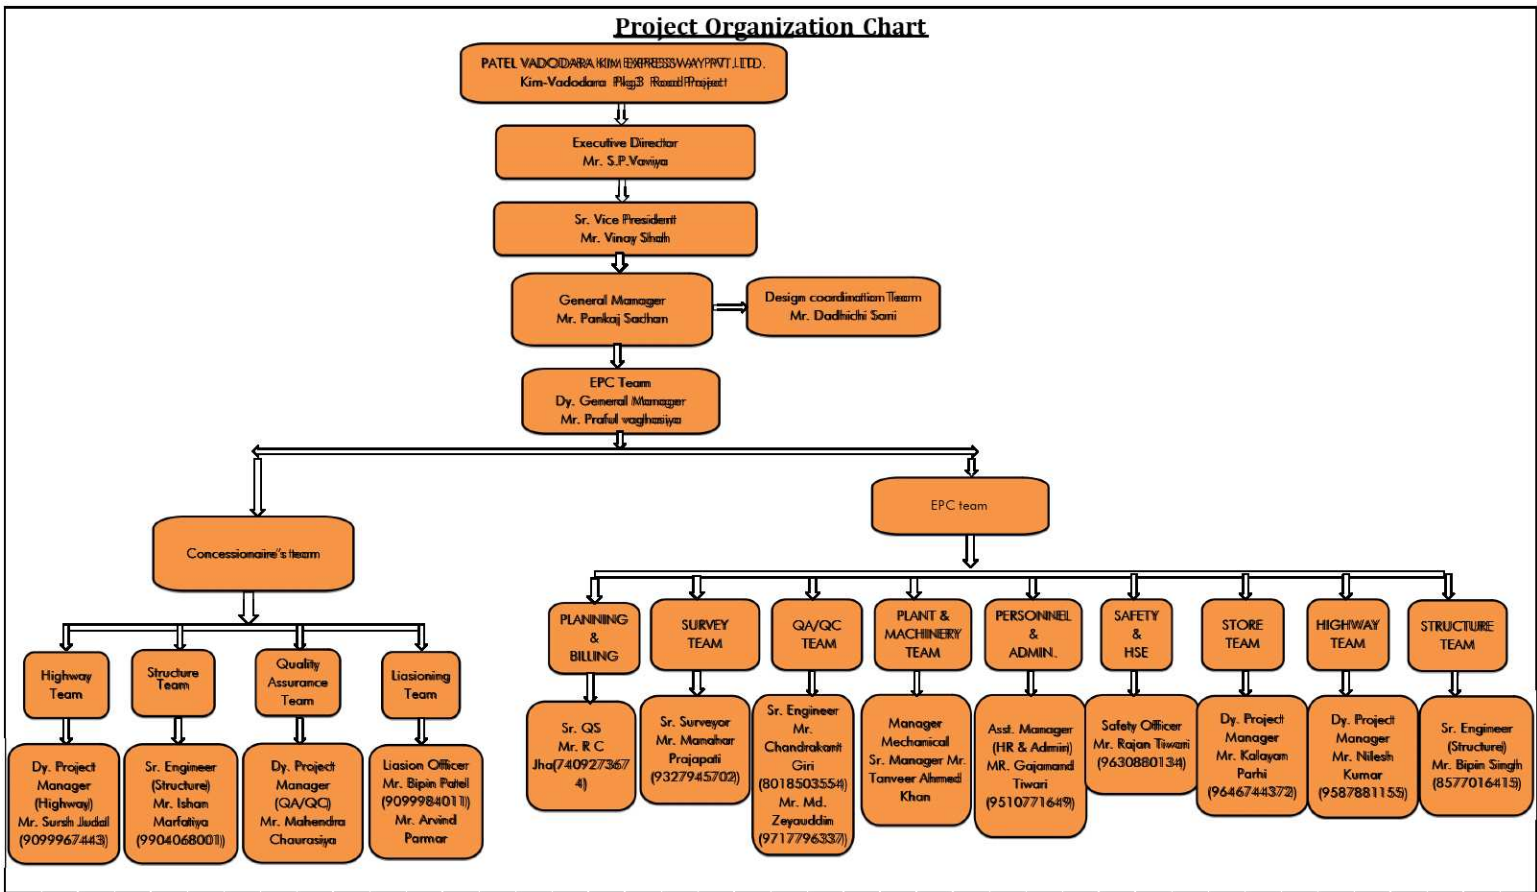 Project Organization Chart
PATEL VADODARA KIM EXPRESSWAY PVT.LTD.
Kim-Vadodara Pkg3 Road Project
Executive Director
Mr. S.P.Vaviya
Sr. Vice President
Mr. Vinay Shah
General Manager
Mr. Pankaj Sadhan
Design coordination Team
Mr. Dadhichi Soni
EPC Team
Dy. General Manager
Mr. Praful vaghasiya
Concessionaire's team
EPC team
Highway
Team
Structure
Team
Quality
Assurance
Team
Liasioning
Team
Dy. Project
Manager
(Highway)
Mr. Sursh
(9099967443)
Sr. Engineer
(Structure)
Mr. Ishan
Marfatiya
(9904068001)
Dy. Project
Manager
(QA/QC)
Mr. Mahendra
Chaurasiya
Liasion Officer
Mr. Bipin Patel
(9099984011)
Mr. Arvind
Parmar
PLANNING
&
BILLING
SURVEY
TEAM
QA/QC
TEAM
PLANT &
MACHINERY
TEAM
PERSONNEL
&
ADMIN.
SAFETY
&
HSE
STORE
TEAM
HIGHWAY
TEAM
STRUCTURE
TEAM
Sr. QS
Mr. R C
Jha(740927367
4)
Sr. Surveyor
Mr. Manahar
Prajapati
(9327945702)
Sr. Engineer
Mr.
Chandrakant
Giri
(8018503554)
Mr. Md.
Zeyauddin
(9717796337)
Manager
Mechanical
Sr. Manager Mr.
Tanveer Ahmed
Khan
Asst. Manager
(HR & Admin)
MR. Gajanand
Tiwari
(9510771649)
Safety Officer
Mr. Rajan Tiwari
(9630880134)
Dy. Project
Manager
Mr. Kalayam
Parhi
(9646744372)
Dy. Project
Manager
Mr. Nilesh
Kumar
(9587881155)
Sr. Engineer
(Structure)
Mr. Bipin Singh
(8577016415)